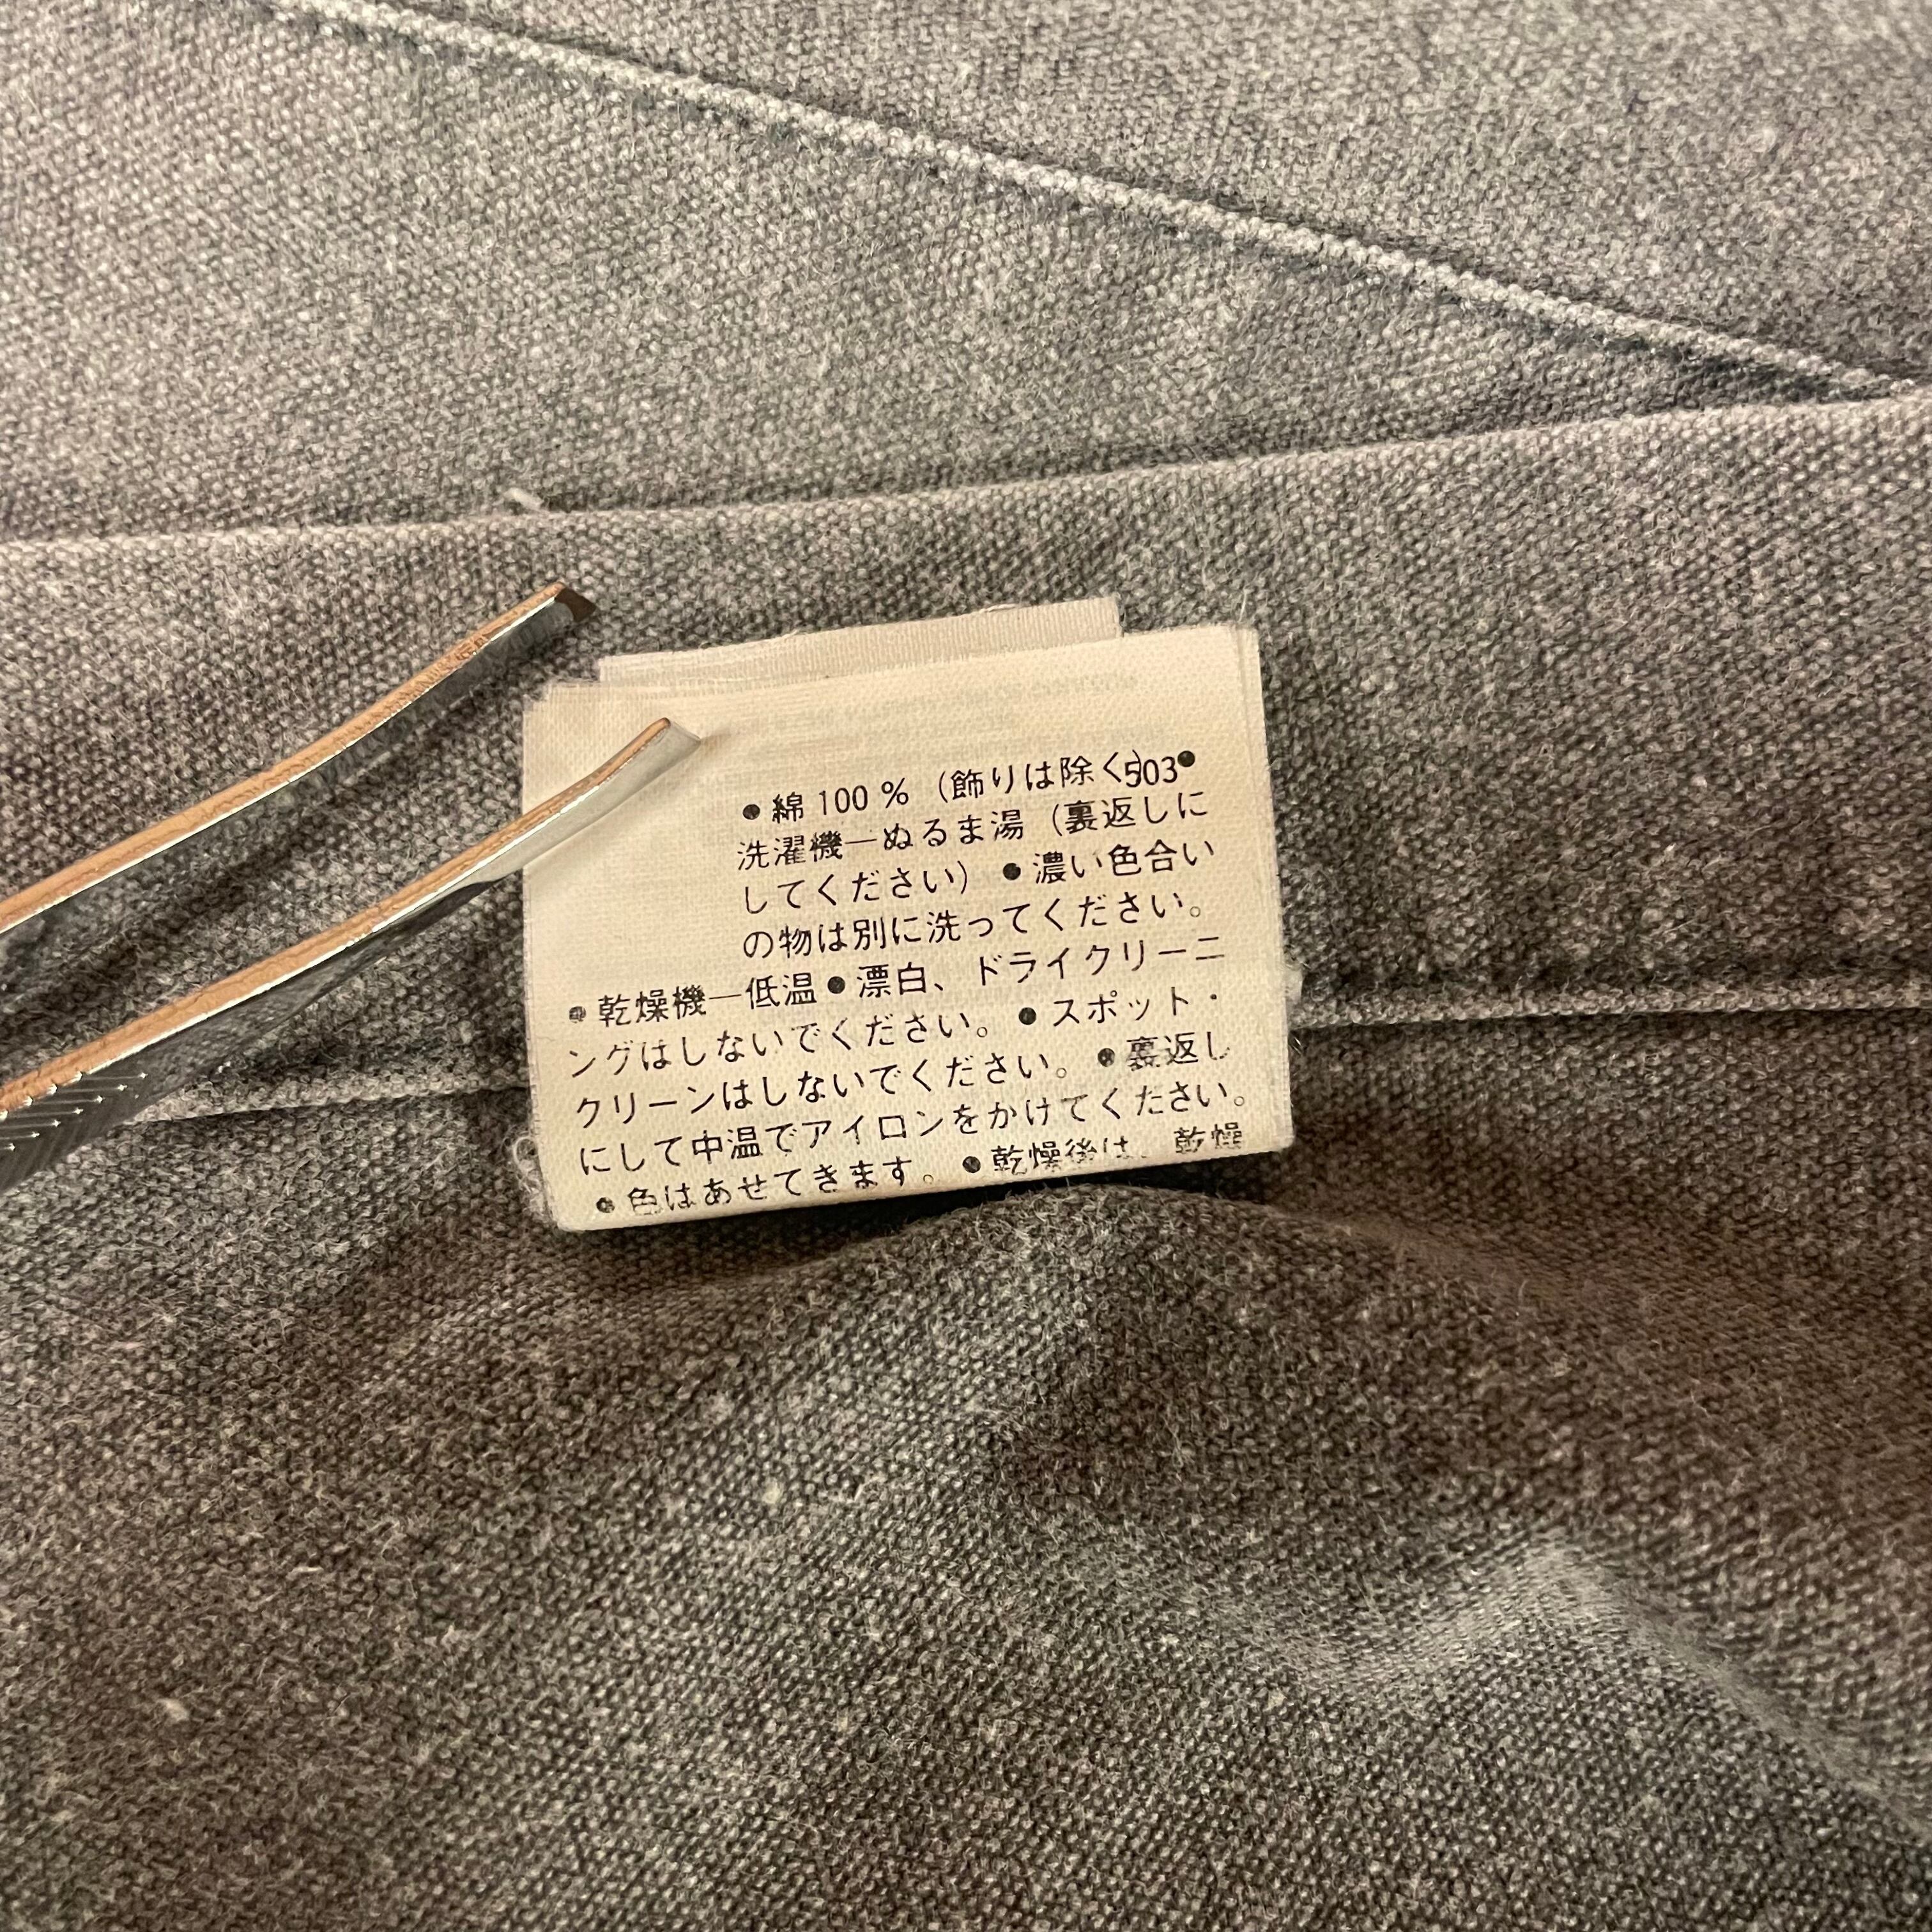 ●綿100％（飾りは除く）503●
洗濯機―ぬるま湯（裏返しに
してください）●濃い色合い
の物は別に洗ってください。
●乾燥機―低温●漂白、ドライクリーニ
ングはしないでください。●スポット・
クリーンはしないでください。●裏返し
にして中温でアイロンをかけてください。
●色はあせてきます。●乾燥後は、乾燥